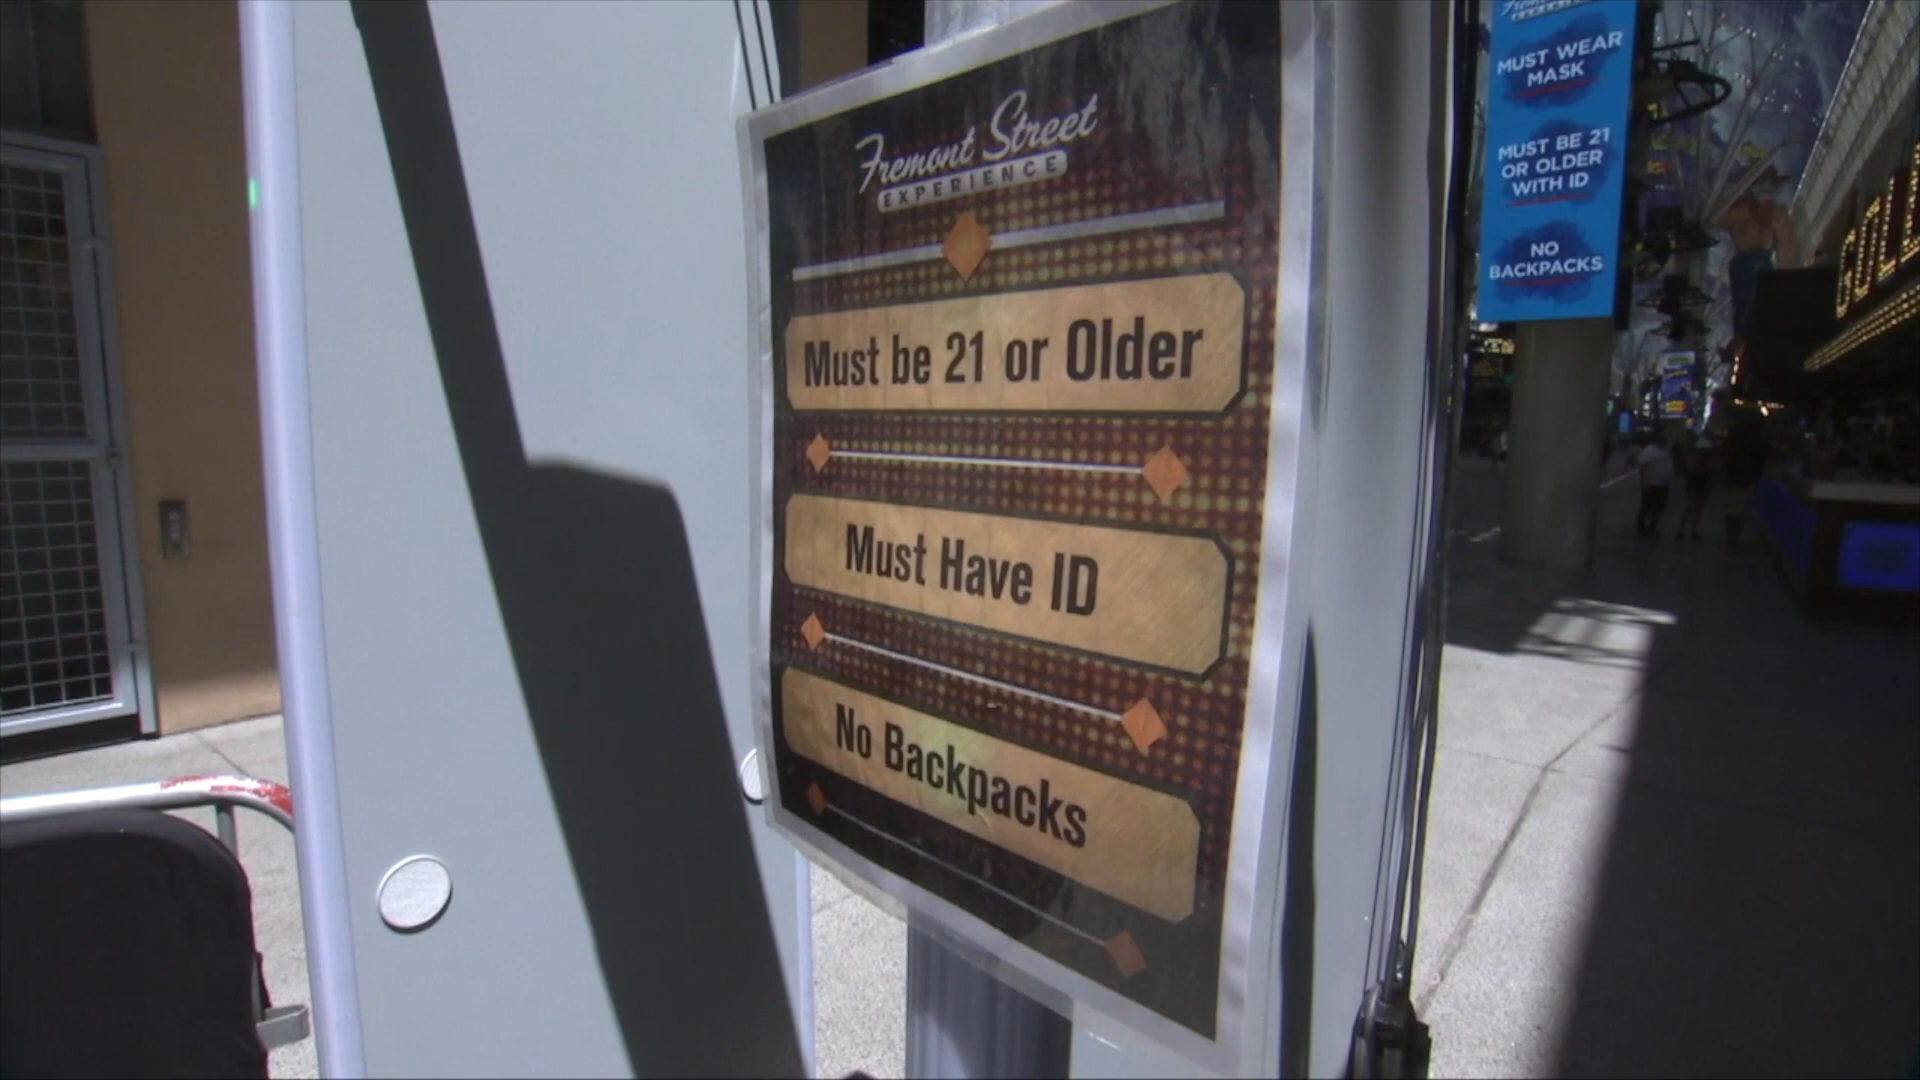 Fremont Street
EXPERIENCE
Must be 21 or Older
Must Have ID
No Backpacks
Fremont
MUST WEAR
MASK
MUST BE 21
OR OLDER
WITH ID
NO
BACKPACKS